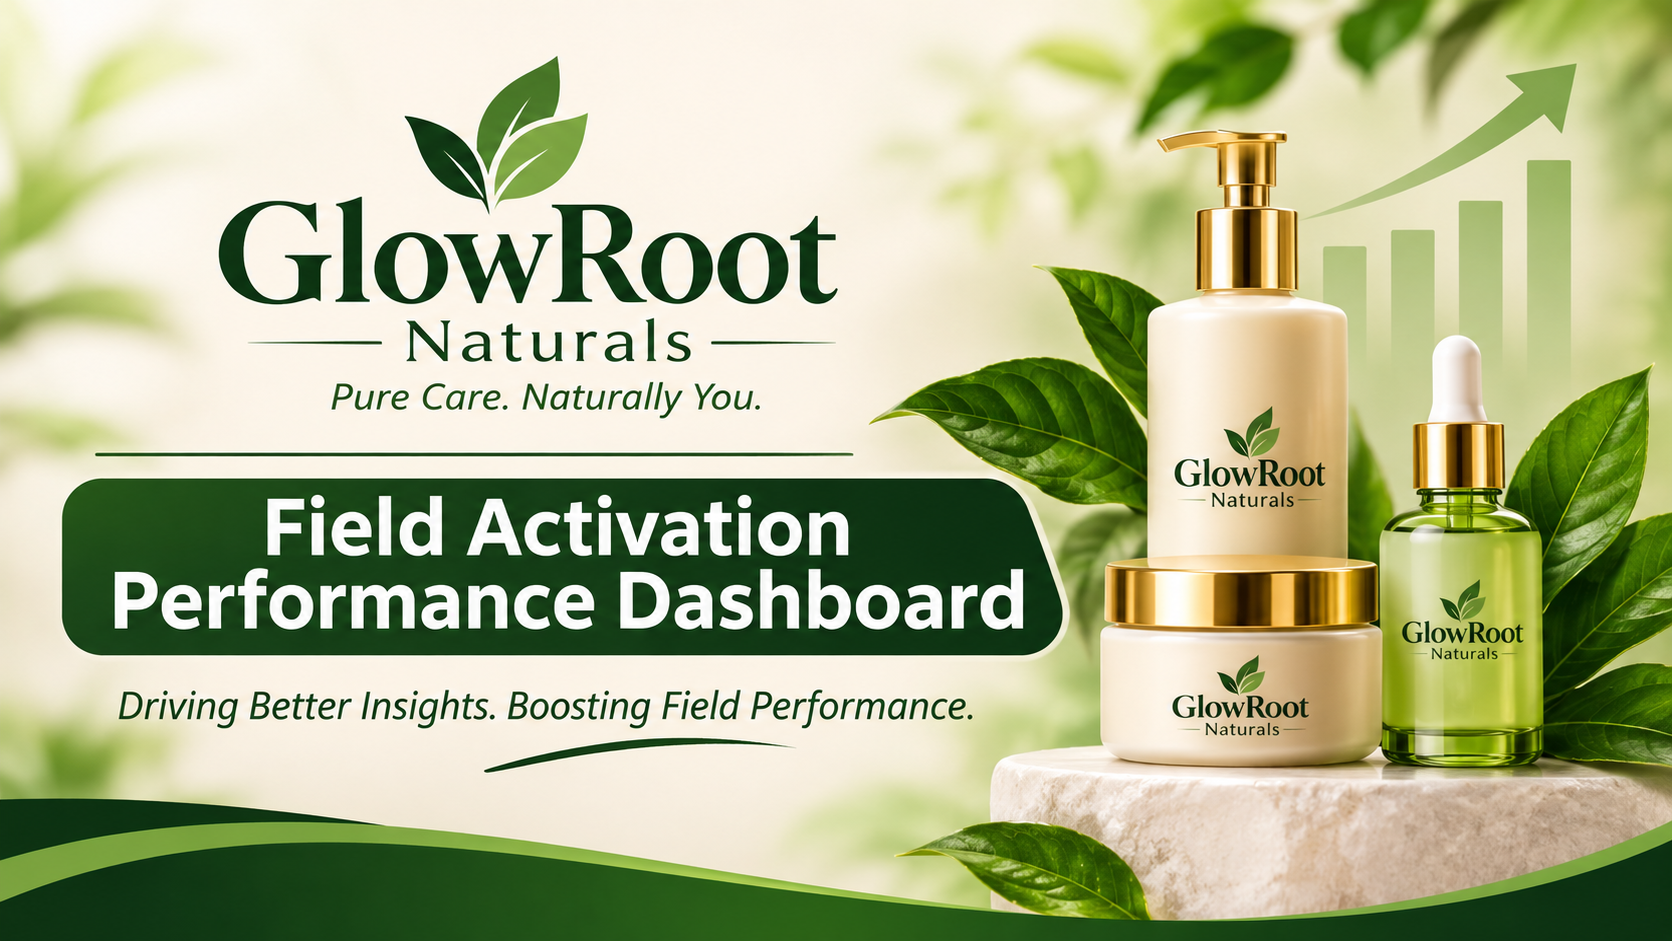 GlowRoot
Naturals
Pure Care. Naturally You.
Field Activation
Performance Dashboard
Driving Better Insights. Boosting Field Performance.
GlowRoot
Naturals
GlowRoot
Naturals
GlowRoot
Naturals